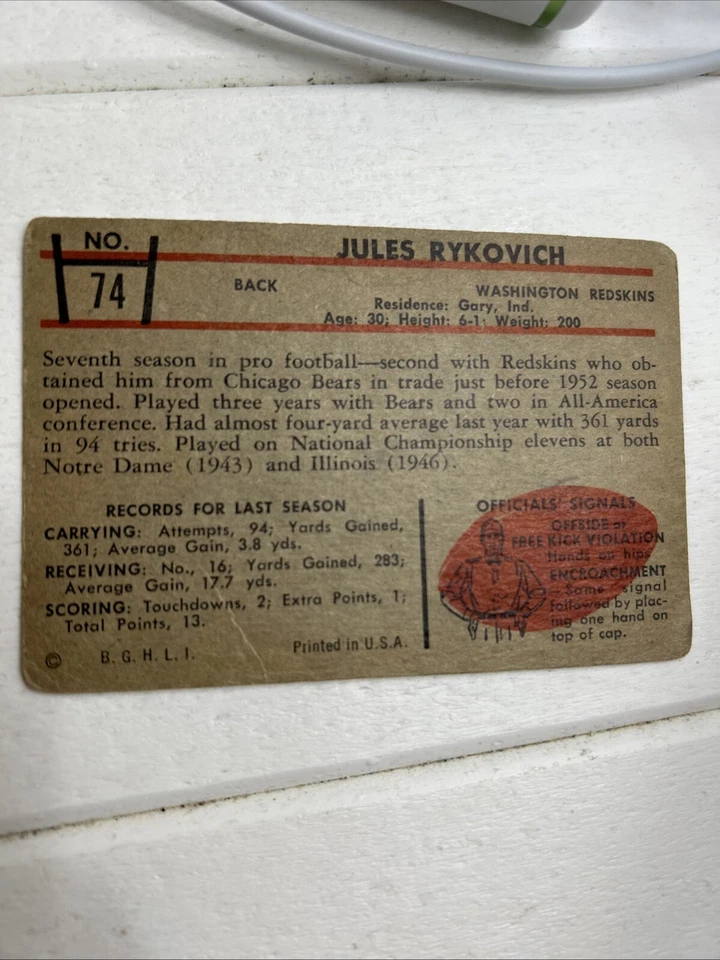 NO.
74
JULES RYKOVICH
BACK
WASHINGTON REDSKINS
Residence: Gary, Ind.
Age: 30; Height: 6-1; Weight: 200
Seventh season in pro football—second with Redskins who ob-
tained him from Chicago Bears in trade just before 1952 season
opened. Played three years with Bears and two in All-America
conference. Had almost four-yard average last year with 361 yards
in 94 tries. Played on National Championship elevens at both
Notre Dame (1943) and Illinois (1946).
RECORDS FOR LAST SEASON
CARRYING: Attempts, 94; Yards Gained,
361; Average Gain, 3.8 yds.
RECEIVING: No., 16; Yards Gained, 283;
Average Gain, 17.7 yds.
SCORING: Touchdowns, 2; Extra Points, 1;
Total Points, 13.
© B. G. H. L. I.
Printed in U.S.A.
OFFICIALS' SIGNALS
OFFSIDE or
FREE KICK VIOLATION
Hands on hips
ENCROACHMENT
- Same signal
followed by plac-
ing one hand on
top of cap.